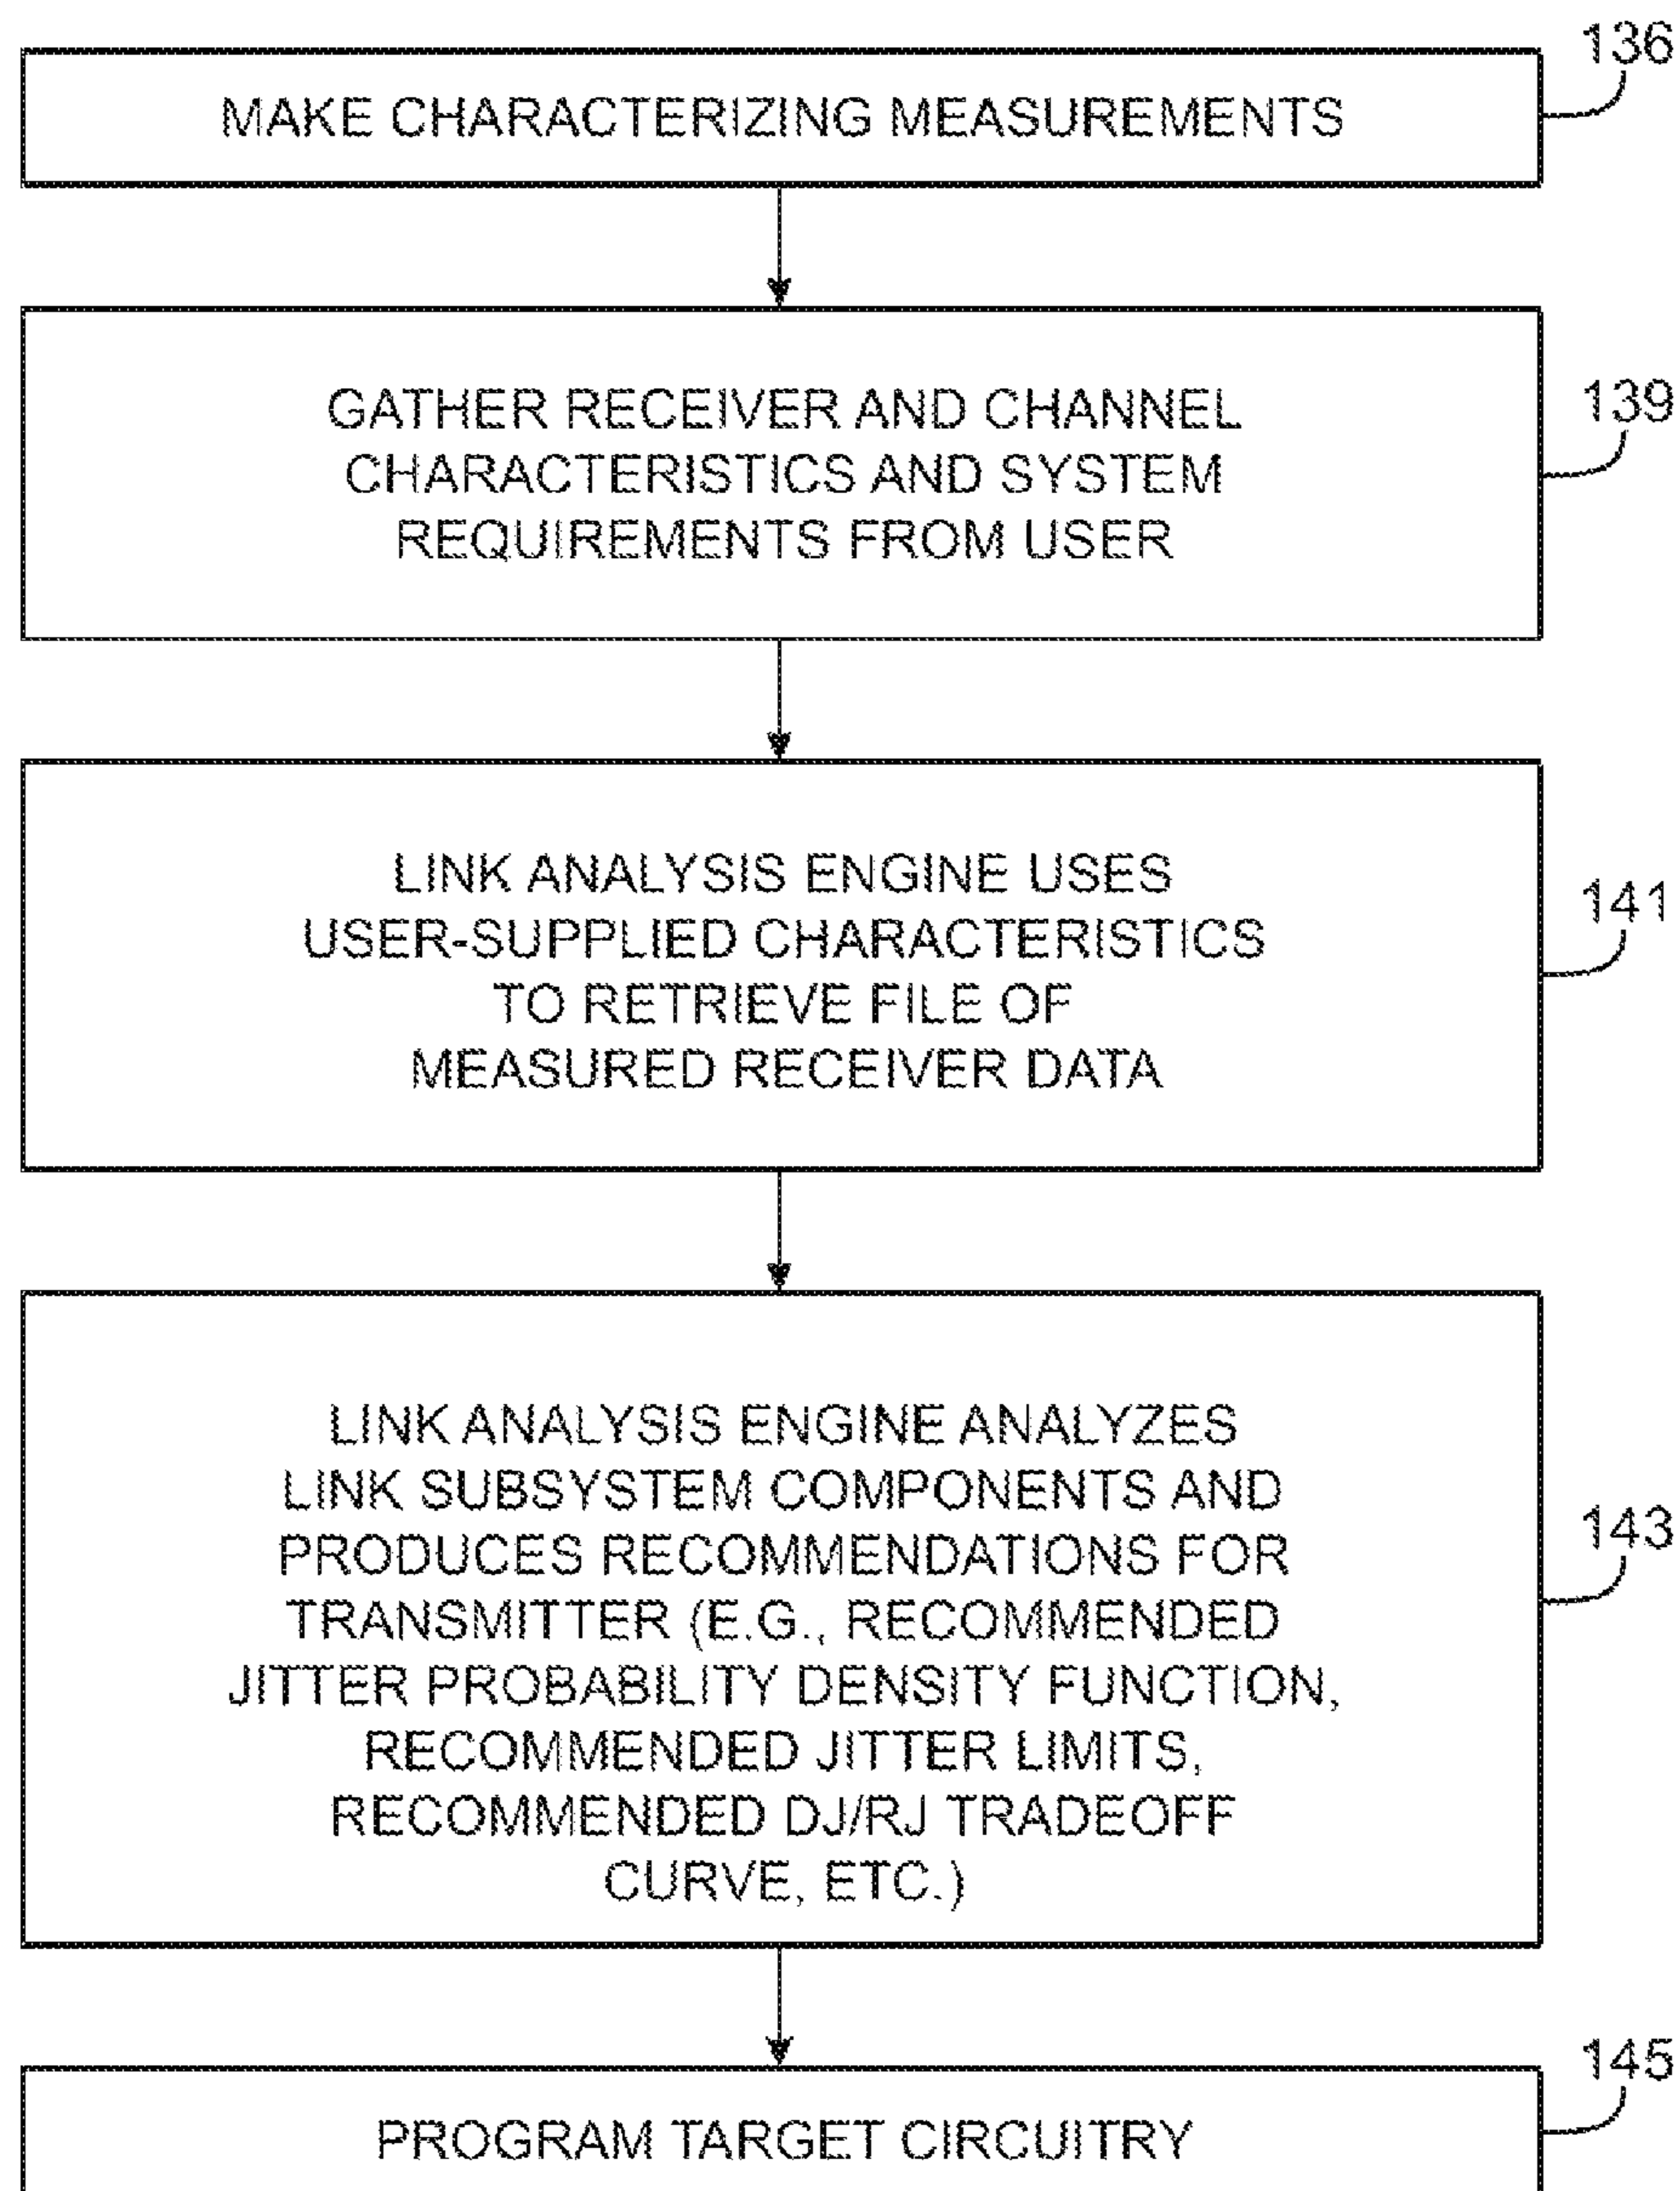 136
MAKE CHARACTERIZING MEASUREMENTS
139
GATHER RECEIVER AND CHANNEL
CHARACTERISTICS AND SYSTEM
REQUIREMENTS FROM USER
141
LINK ANALYSIS ENGINE USES
USER-SUPPLIED CHARACTERISTICS
TO RETRIEVE FILE OF
MEASURED RECEIVER DATA
143
LINK ANALYSIS ENGINE ANALYZES
LINK SUBSYSTEM COMPONENTS AND
PRODUCES RECOMMENDATIONS FOR
TRANSMITTER (E.G., RECOMMENDED
JITTER PROBABILITY DENSITY FUNCTION,
RECOMMENDED JITTER LIMITS,
RECOMMENDED DJ/RJ TRADEOFF
CURVE, ETC.)
145
PROGRAM TARGET CIRCUITRY